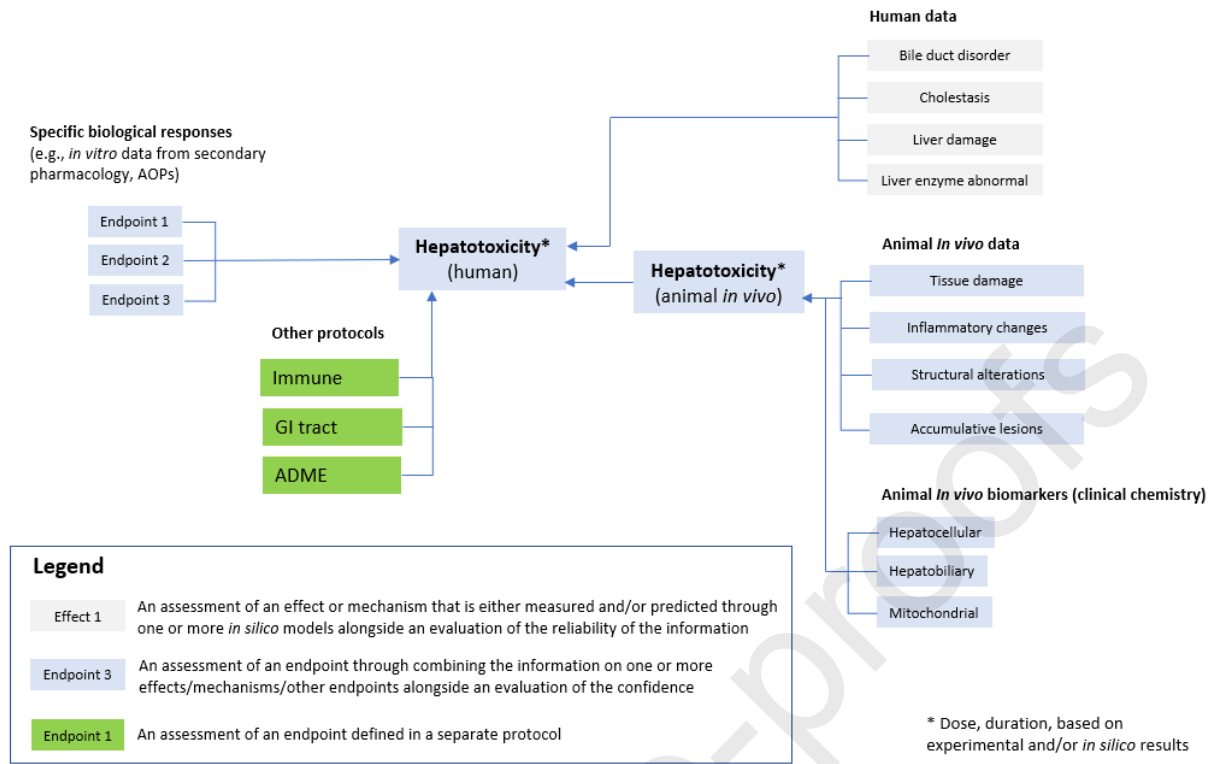 Human data
Bile duct disorder
Cholestasis
Liver damage
Liver enzyme abnormal
Specific biological responses
(e.g., in vitro data from secondary
pharmacology, AOPs)
Endpoint 1
Endpoint 2
Endpoint 3
Hepatotoxicity*
(human)
Hepatotoxicity*
(animal in vivo)
Animal In vivo data
Tissue damage
Inflammatory changes
Structural alterations
Accumulative lesions
Other protocols
Immune
GI tract
ADME
Animal In vivo biomarkers (clinical chemistry)
Hepatocellular
Hepatobiliary
Mitochondrial
Legend
Effect 1
An assessment of an effect or mechanism that is either measured and/or predicted through
one or more in silico models alongside an evaluation of the reliability of the information
Endpoint 3
An assessment of an endpoint through combining the information on one or more
effects/mechanisms/other endpoints alongside an evaluation of the confidence
Endpoint 1
An assessment of an endpoint defined in a separate protocol
* Dose, duration, based on
experimental and/or in silico results
-proofs